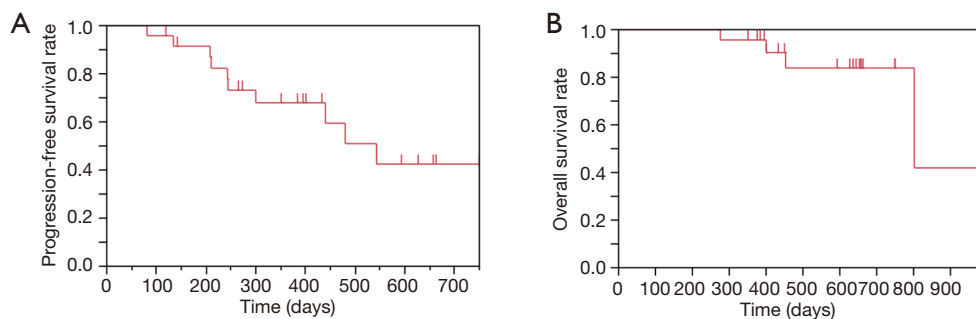 A
Progression-free survival rate
1.0
0.8
0.6
0.4
0.2
0.0
0 100 200 300 400 500 600 700
Time (days)
B
Overall survival rate
1.0
0.8
0.6
0.4
0.2
0.0
0 100 200 300 400 500 600 700 800 900
Time (days)